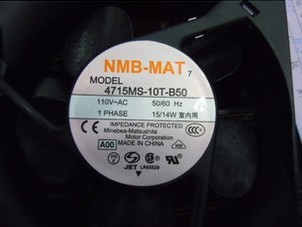 NMB-MAT 7
MODEL
4715MS-10T-B50
110V~AC 50/60 Hz
1 PHASE 15/14W 室内用
IMPEDANCE PROTECTED
Minebea-Matsushita
Motor Corporation
A00 MADE IN CHINA
JET LR65829